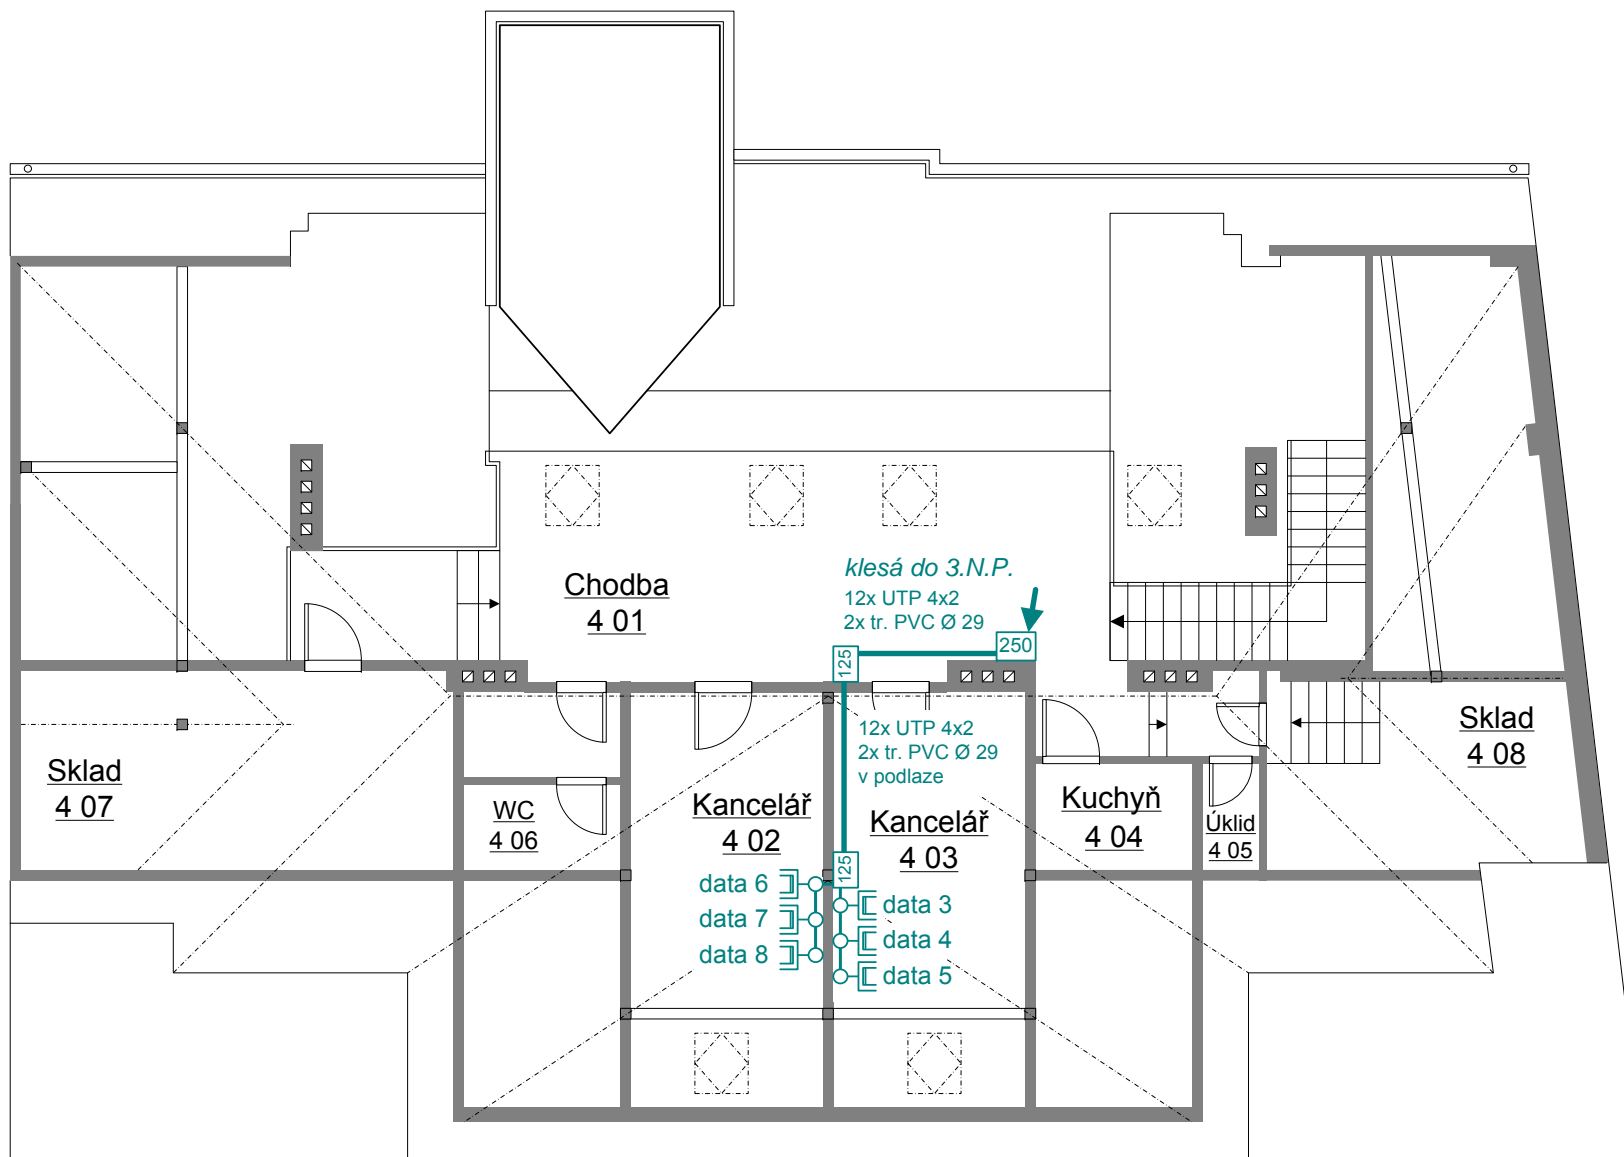 klesá do 3.N.P.
12x UTP 4x2
2x tr. PVC Ø 29
250
125
Chodba
4 01
12x UTP 4x2
2x tr. PVC Ø 29
v podlaze
Sklad
4 07
WC
4 06
Kancelář
4 02
Kancelář
4 03
Kuchyň
4 04
Úklid
4 05
Sklad
4 08
125
data 6
data 7
data 8
data 3
data 4
data 5